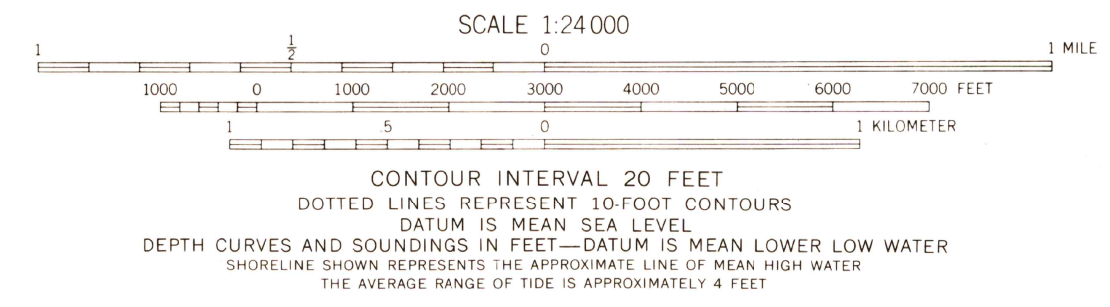 SCALE 1:24 000
1 ½ 0 1 MILE
1000 0 1000 2000 3000 4000 5000 6000 7000 FEET
1 .5 0 1 KILOMETER
CONTOUR INTERVAL 20 FEET
DOTTED LINES REPRESENT 10-FOOT CONTOURS
DATUM IS MEAN SEA LEVEL
DEPTH CURVES AND SOUNDINGS IN FEET—DATUM IS MEAN LOWER LOW WATER
SHORELINE SHOWN REPRESENTS THE APPROXIMATE LINE OF MEAN HIGH WATER
THE AVERAGE RANGE OF TIDE IS APPROXIMATELY 4 FEET